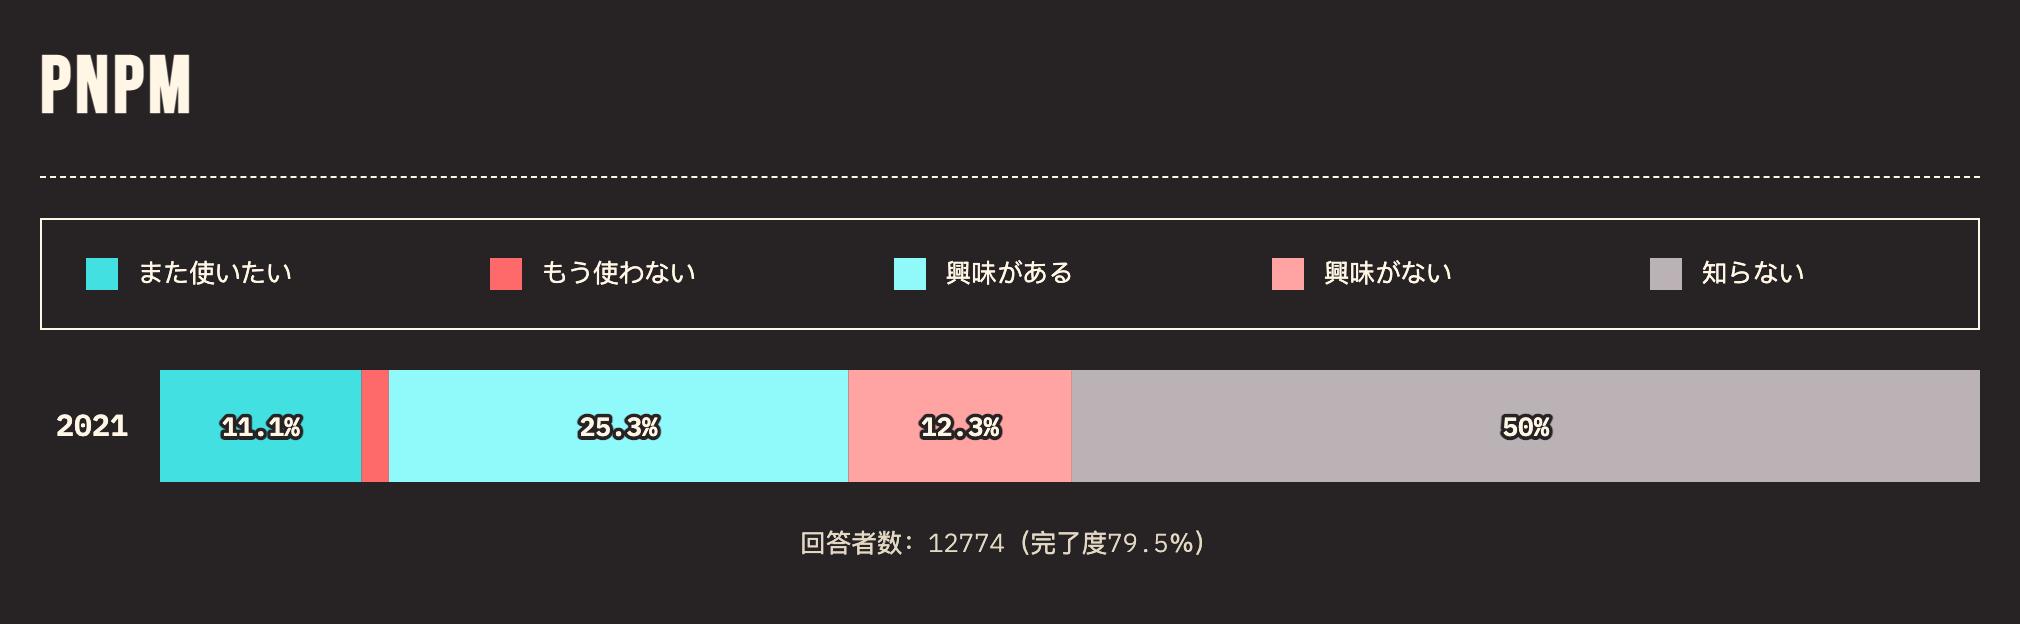 PNPM
また使いたい
もう使わない
興味がある
興味がない
知らない
2021 11.1% 25.3% 12.3% 50%
回答者数: 12774 (完了度79.5%)